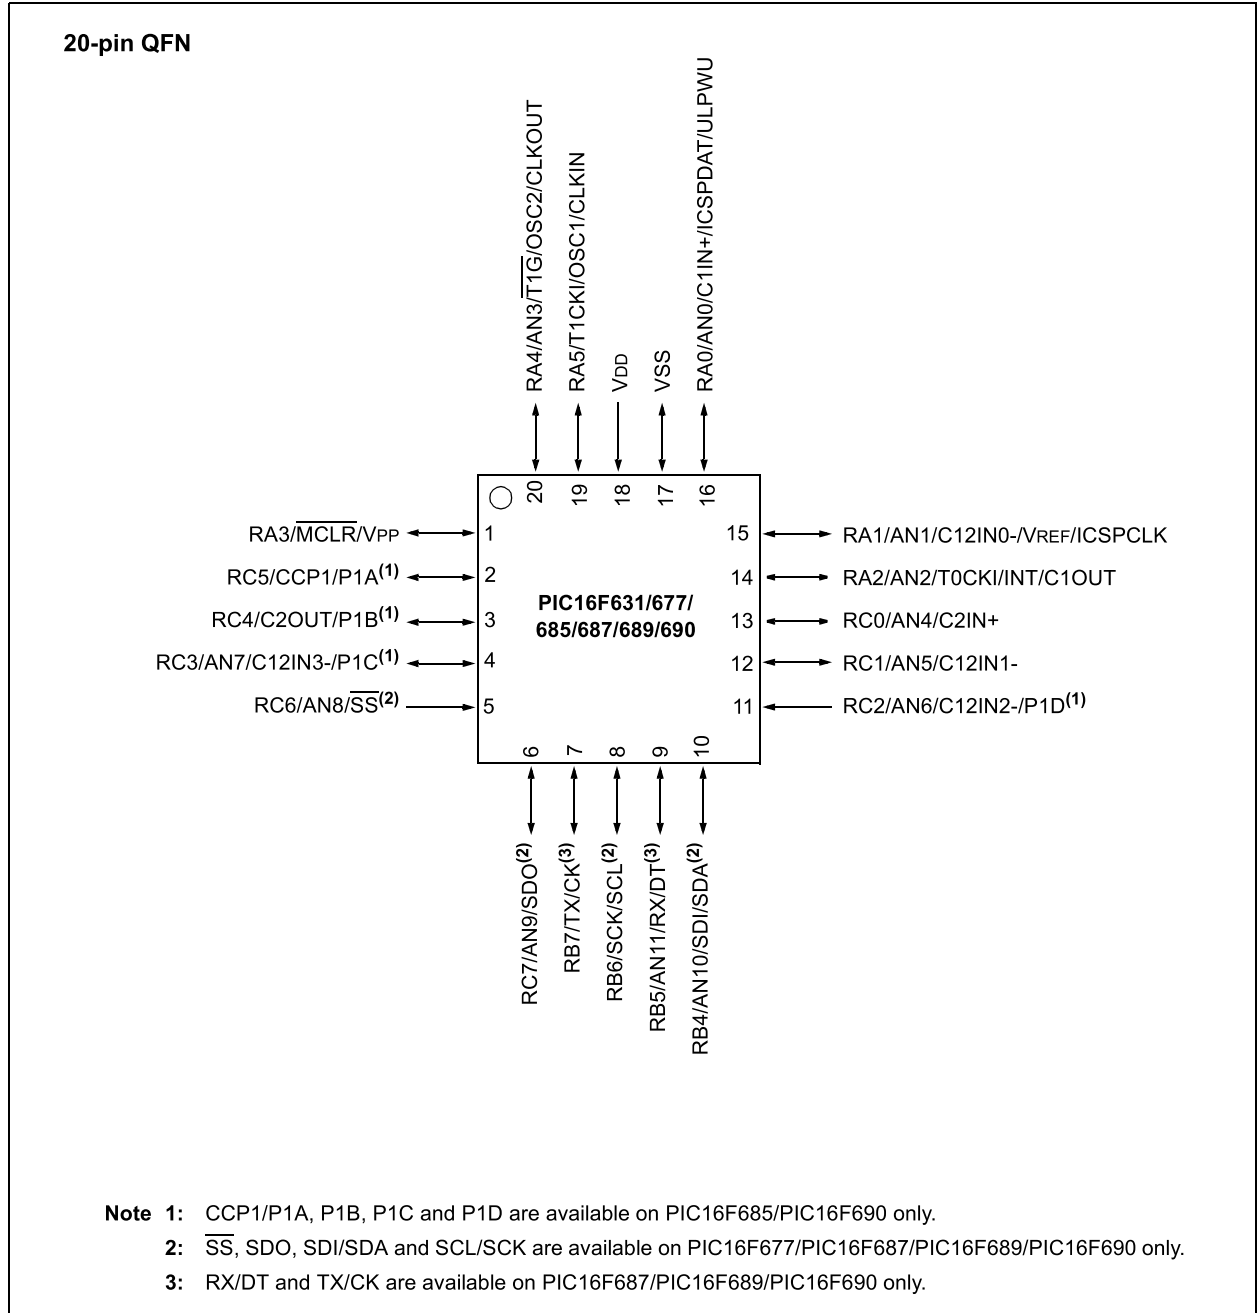 20-pin QFN
RA4/AN3/T1G/OSC2/CLKOUT
RA5/T1CKI/OSC1/CLKIN
VDD
VSS
RA0/AN0/C1IN+/ICSPDAT/ULPWU
20
19
18
17
16
RA3/MCLR/VPP
1
15
RA1/AN1/C12IN0-/VREF/ICSPCLK
RC5/CCP1/P1A(1)
2
14
RA2/AN2/T0CKI/INT/C1OUT
PIC16F631/677/
685/687/689/690
RC4/C2OUT/P1B(1)
3
13
RC0/AN4/C2IN+
RC3/AN7/C12IN3-/P1C(1)
4
12
RC1/AN5/C12IN1-
RC6/AN8/SS(2)
5
11
RC2/AN6/C12IN2-/P1D(1)
6
7
8
9
10
RC7/AN9/SDO(2)
RB7/TX/CK(3)
RB6/SCK/SCL(2)
RB5/AN11/RX/DT(3)
RB4/AN10/SDI/SDA(2)
Note 1: CCP1/P1A, P1B, P1C and P1D are available on PIC16F685/PIC16F690 only.
2: SS, SDO, SDI/SDA and SCL/SCK are available on PIC16F677/PIC16F687/PIC16F689/PIC16F690 only.
3: RX/DT and TX/CK are available on PIC16F687/PIC16F689/PIC16F690 only.